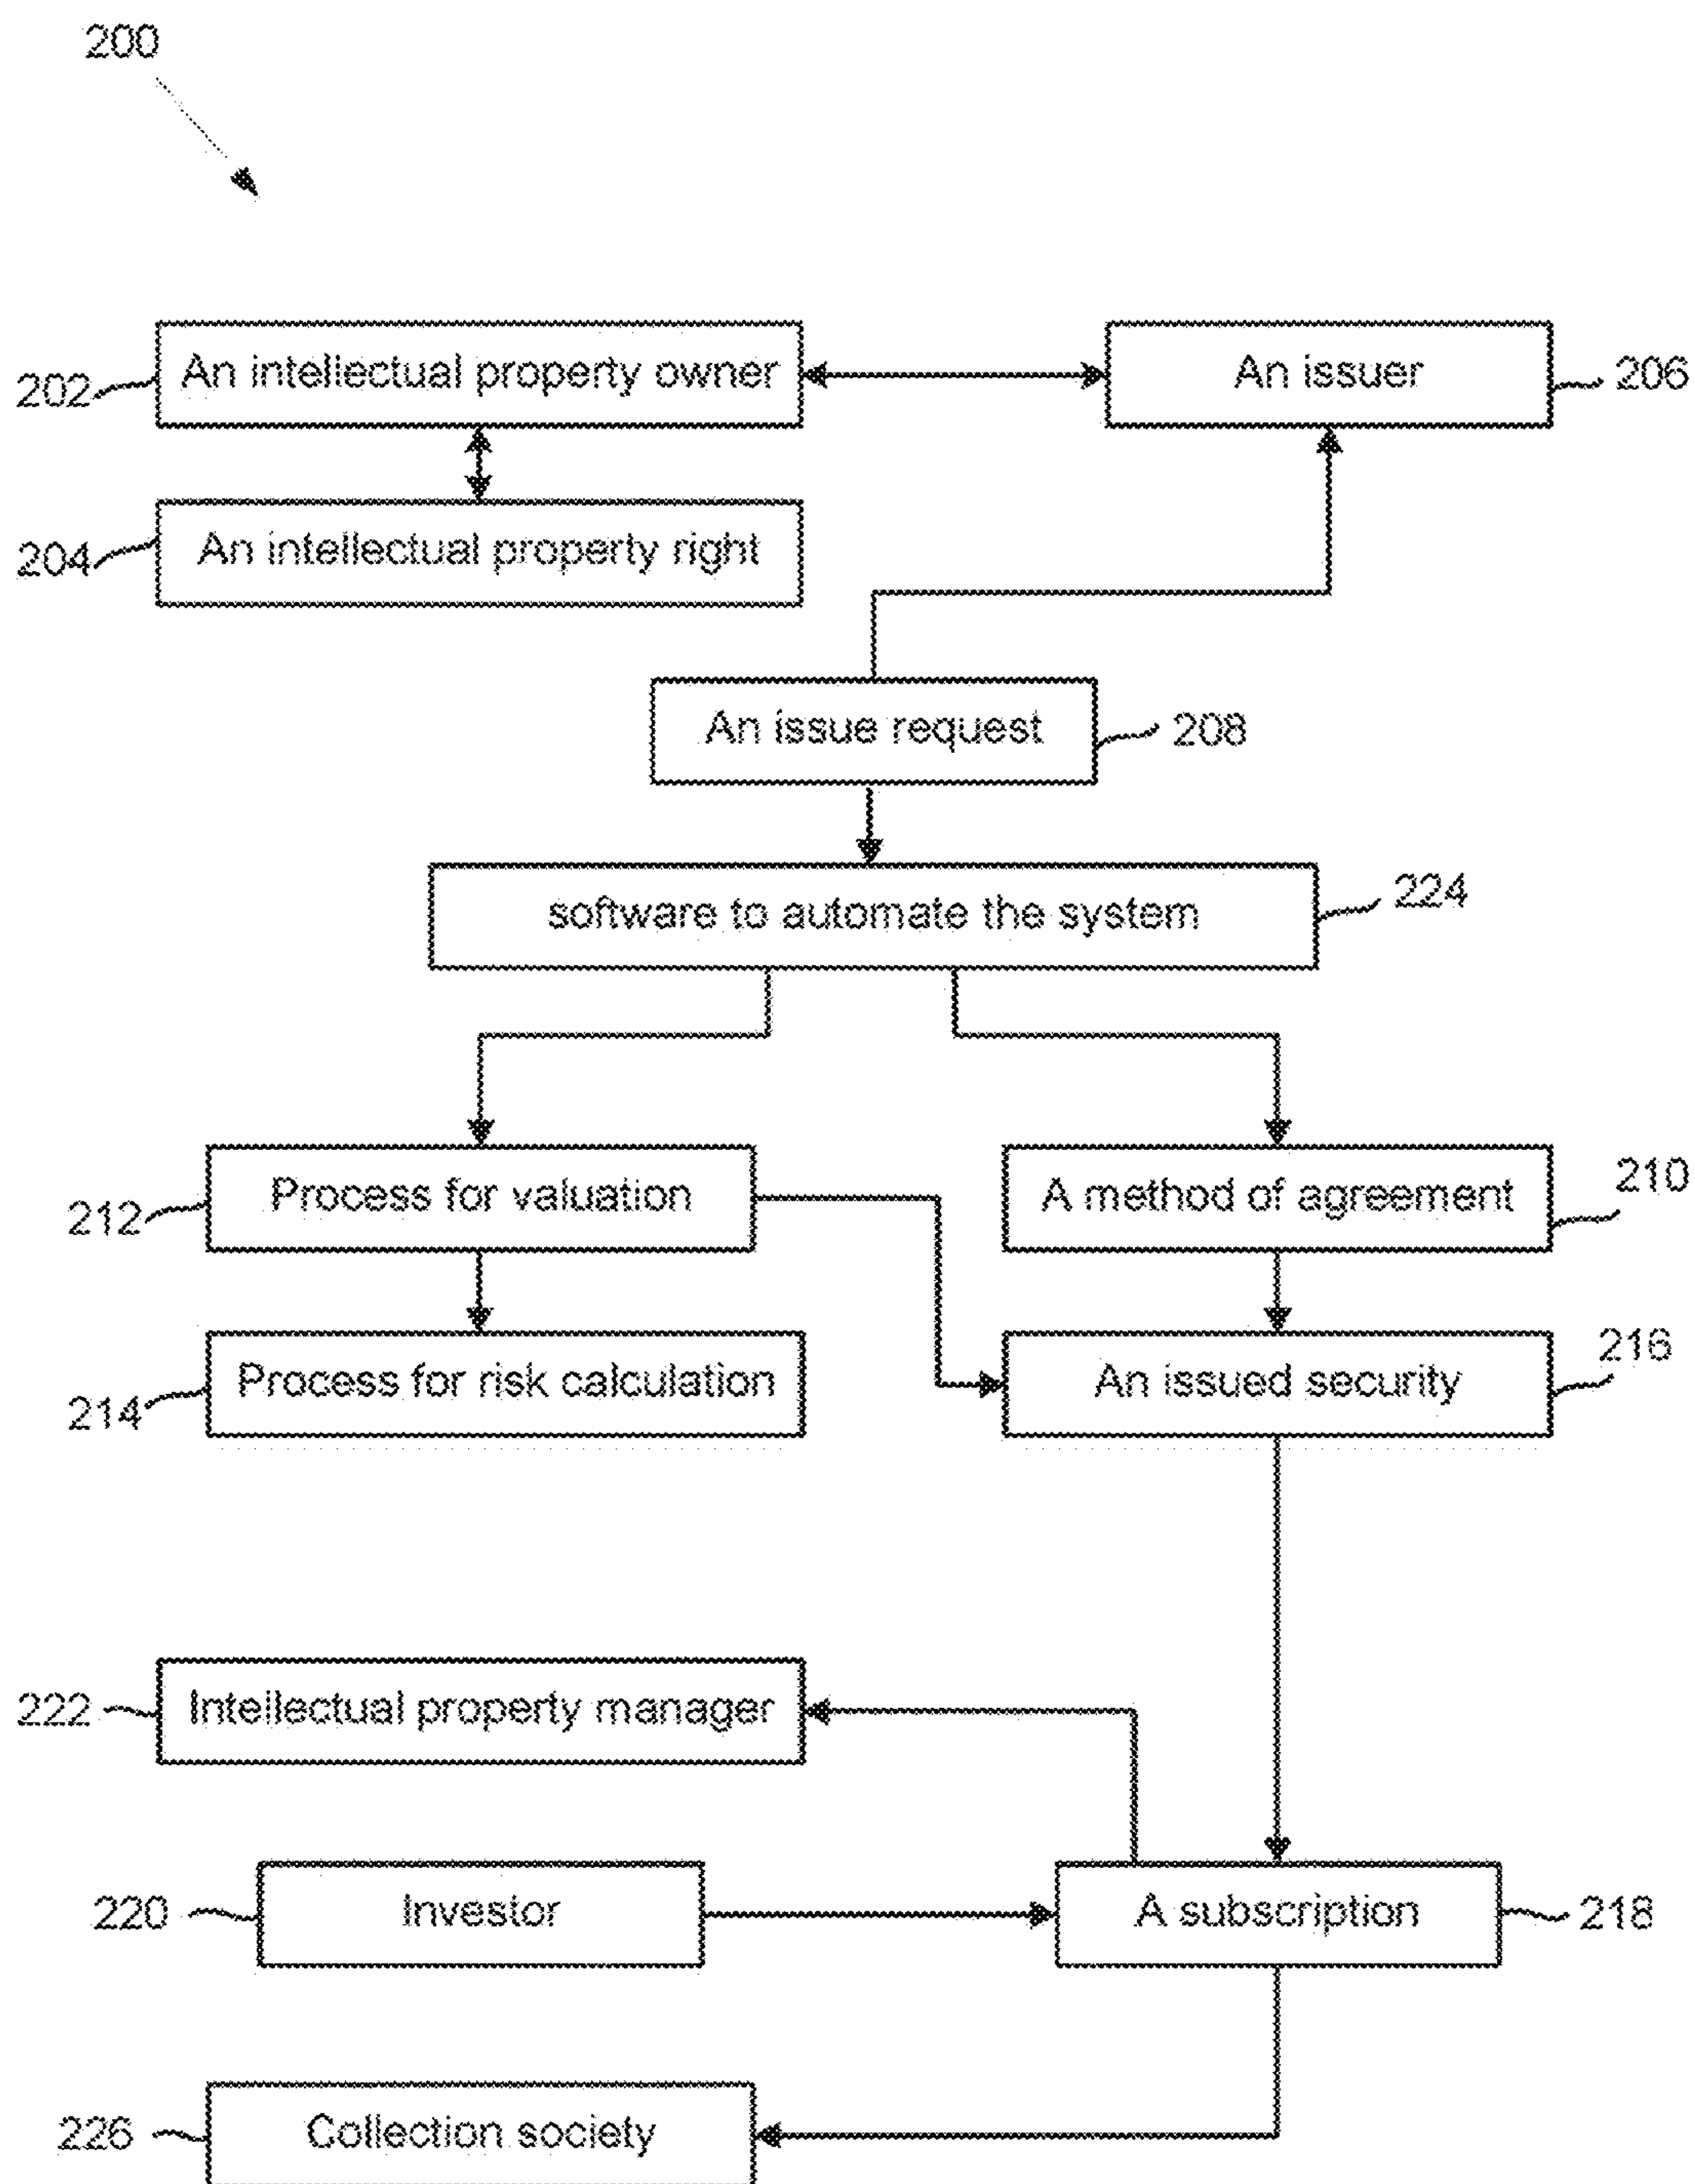 200
An intellectual property owner
An issuer
202
206
An intellectual property right
204
An issue request
208
software to automate the system
224
Process for valuation
A method of agreement
210
212
Process for risk calculation
An issued security
216
214
Intellectual property manager
222
Investor
A subscription
220
218
Collection society
226